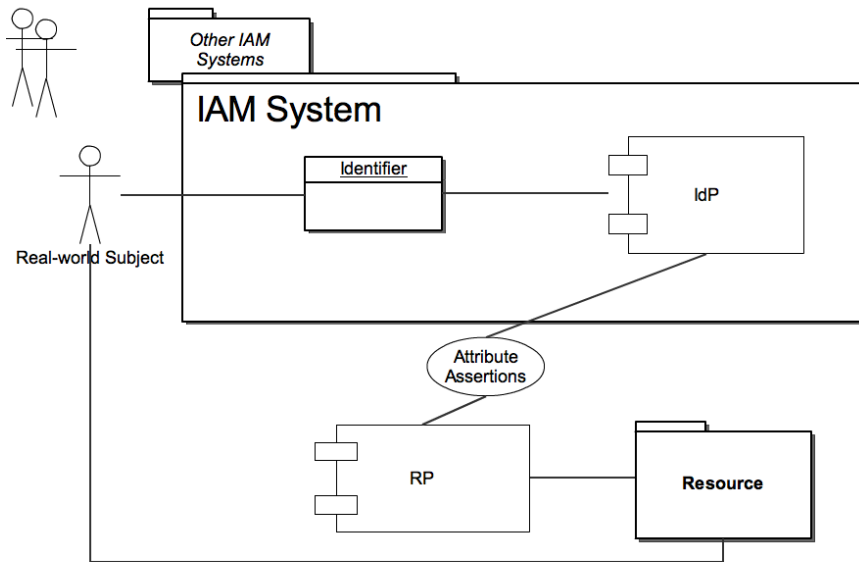 Other IAM
Systems
IAM System
Identifier
IdP
Real-world Subject
Attribute
Assertions
RP
Resource